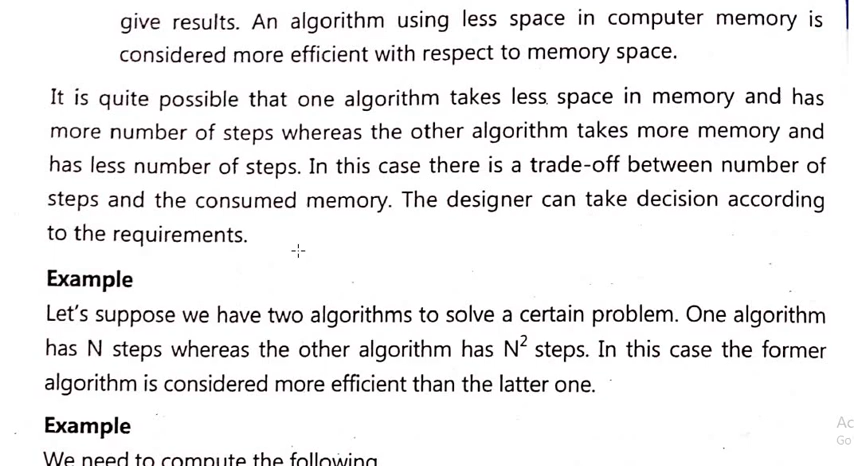 give results. An algorithm using less space in computer memory is
considered more efficient with respect to memory space.
It is quite possible that one algorithm takes less space in memory and has
more number of steps whereas the other algorithm takes more memory and
has less number of steps. In this case there is a trade-off between number of
steps and the consumed memory. The designer can take decision according
to the requirements.
Example
Let's suppose we have two algorithms to solve a certain problem. One algorithm
has N steps whereas the other algorithm has N² steps. In this case the former
algorithm is considered more efficient than the latter one.
Example
We need to compute the following
Ac
Go